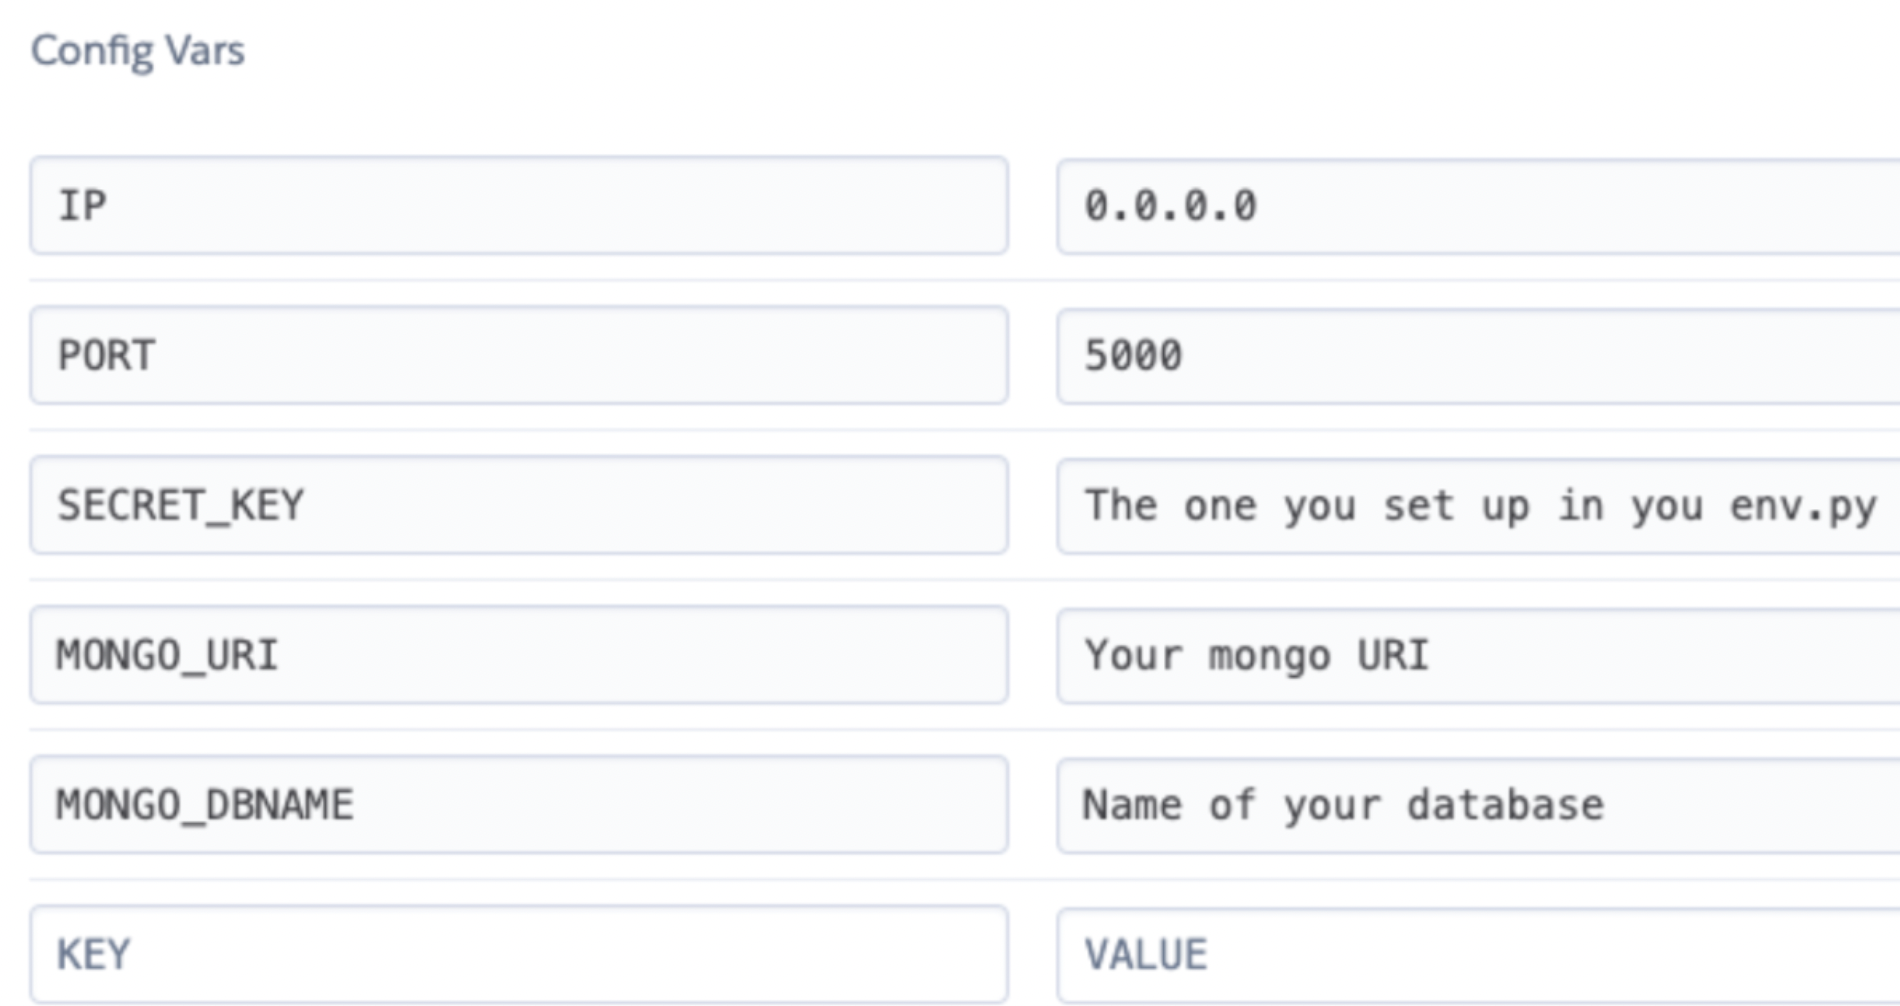 Config Vars
IP 0.0.0.0
PORT 5000
SECRET_KEY The one you set up in you env.py
MONGO_URI Your mongo URI
MONGO_DBNAME Name of your database
KEY VALUE